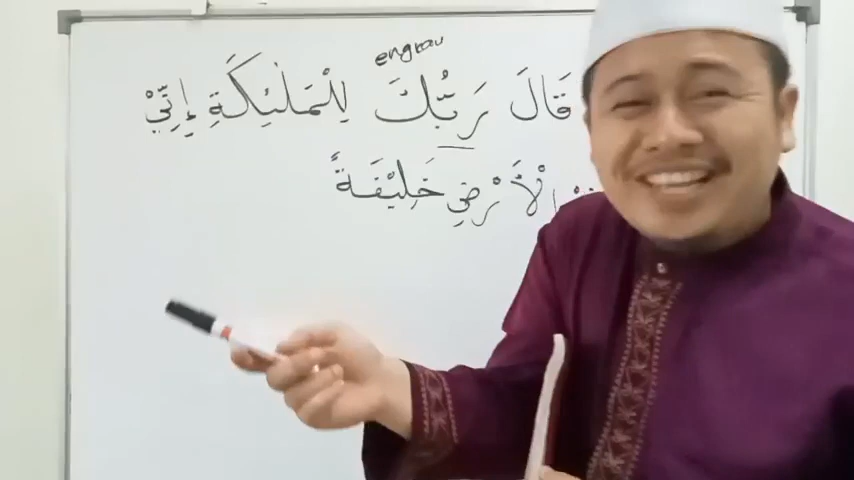 engkau
قَالَ رَبُّكَ لِلْمَلَـٰٓئِكَةِ إِنِّيْ
الْأَرْضِ خَلِيْفَةً